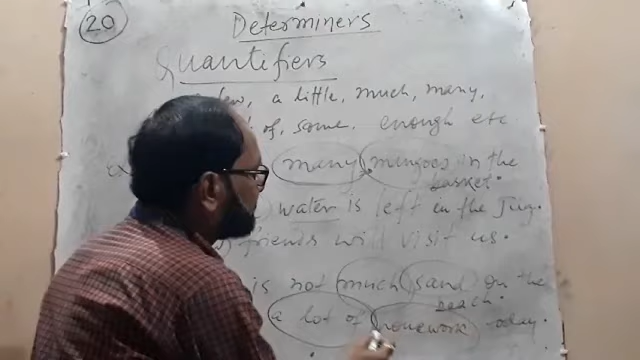 20
Determiners
Quantifiers
few, a little, much, many,
of, some, enough etc
many mangoes in the
basket.
water is left in the Jug.
friends will visit us.
is not much sand on the
beach.
a lot of homework today.